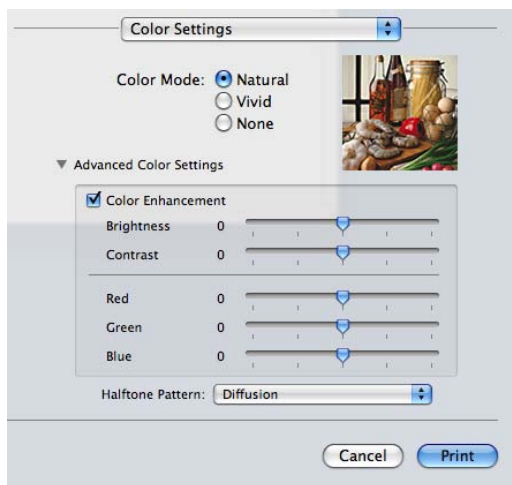 Color Settings
Color Mode: Natural
Vivid
None
Advanced Color Settings
Color Enhancement
Brightness 0
Contrast 0
Red 0
Green 0
Blue 0
Halftone Pattern: Diffusion
Cancel Print